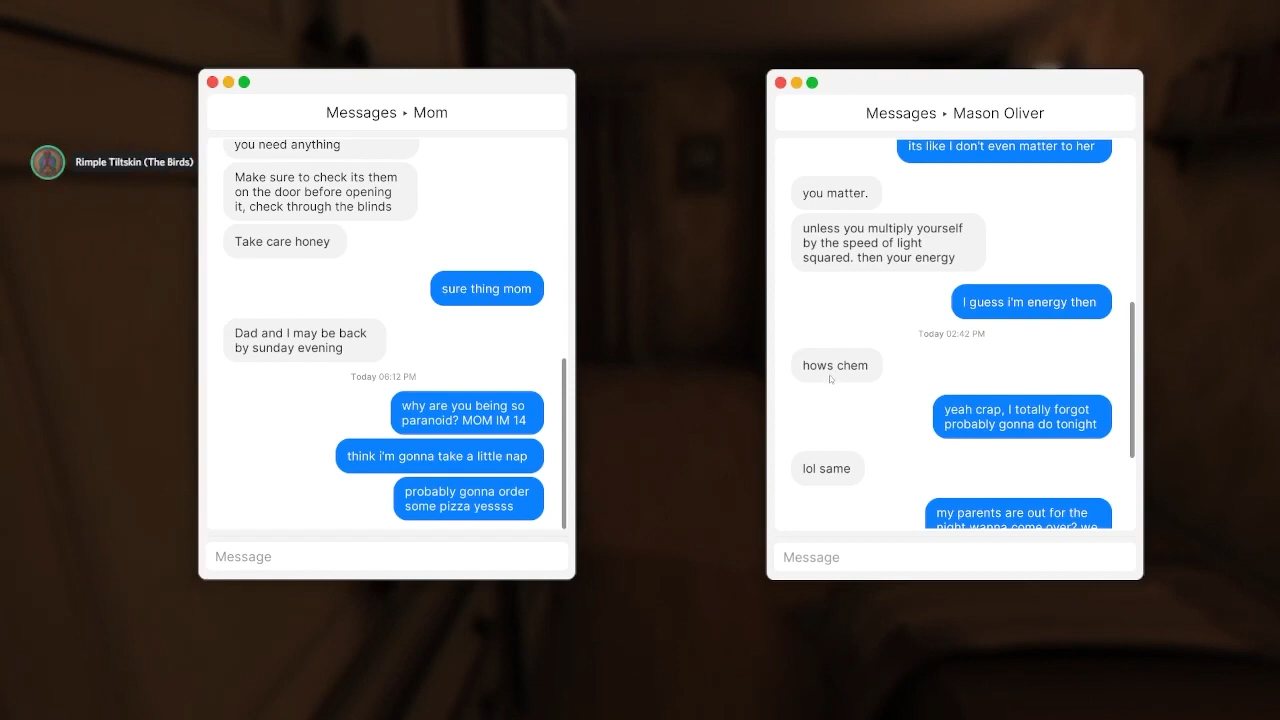 Rimple Tiltskin (The Birds)
Messages ‣ Mom
you need anything
Make sure to check its them
on the door before opening
it, check through the blinds
Take care honey
sure thing mom
Dad and I may be back
by sunday evening
Today 06:12 PM
why are you being so
paranoid? MOM IM 14
think i'm gonna take a little nap
probably gonna order
some pizza yessss
Message
Messages ‣ Mason Oliver
its like I don't even matter to her
you matter.
unless you multiply yourself
by the speed of light
squared. then your energy
I guess i'm energy then
Today 02:42 PM
hows chem
yeah crap, I totally forgot
probably gonna do tonight
lol same
my parents are out for the
night wanna come over? we
Message